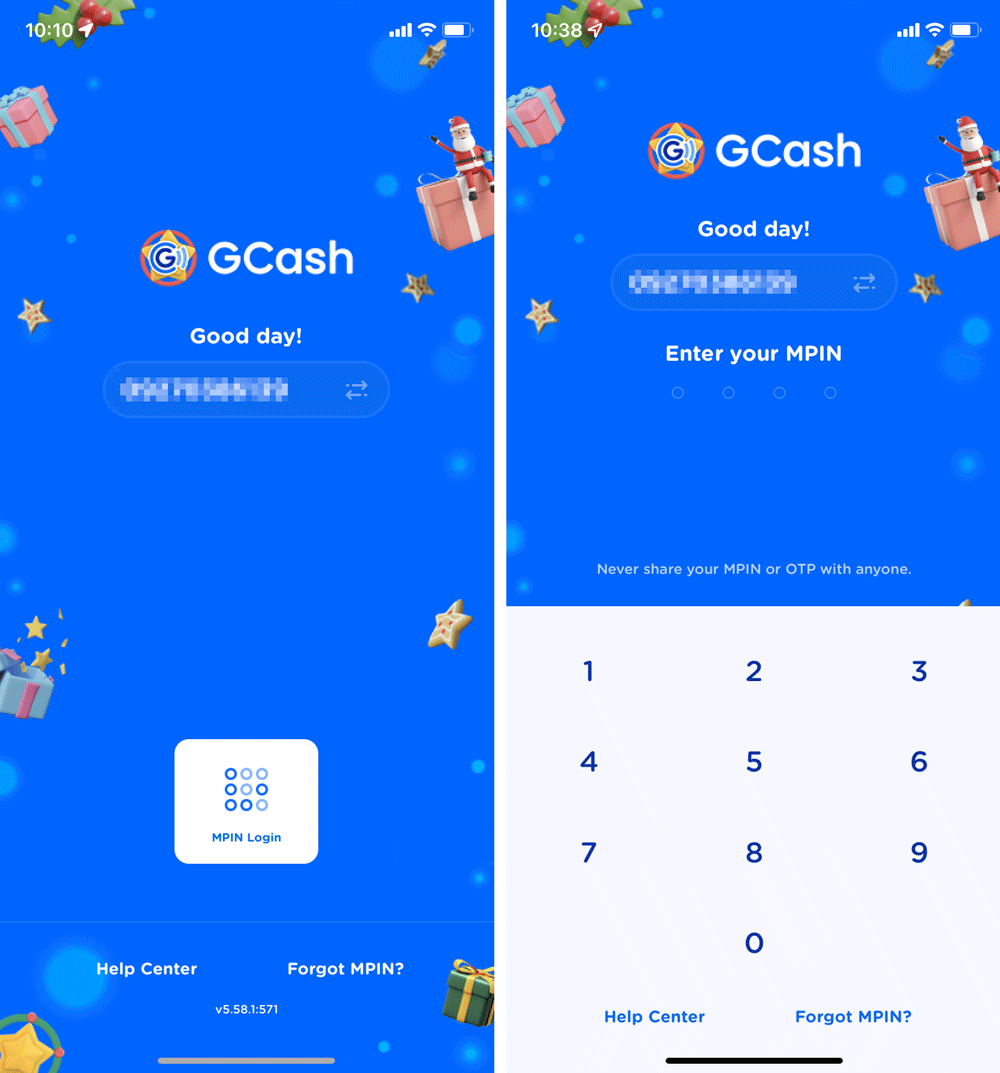 10:10
GCash
Good day!
MPIN Login
Help Center
Forgot MPIN?
v5.58.1:571
10:38
GCash
Good day!
Enter your MPIN
Never share your MPIN or OTP with anyone.
1 2 3
4 5 6
7 8 9
0
Help Center
Forgot MPIN?